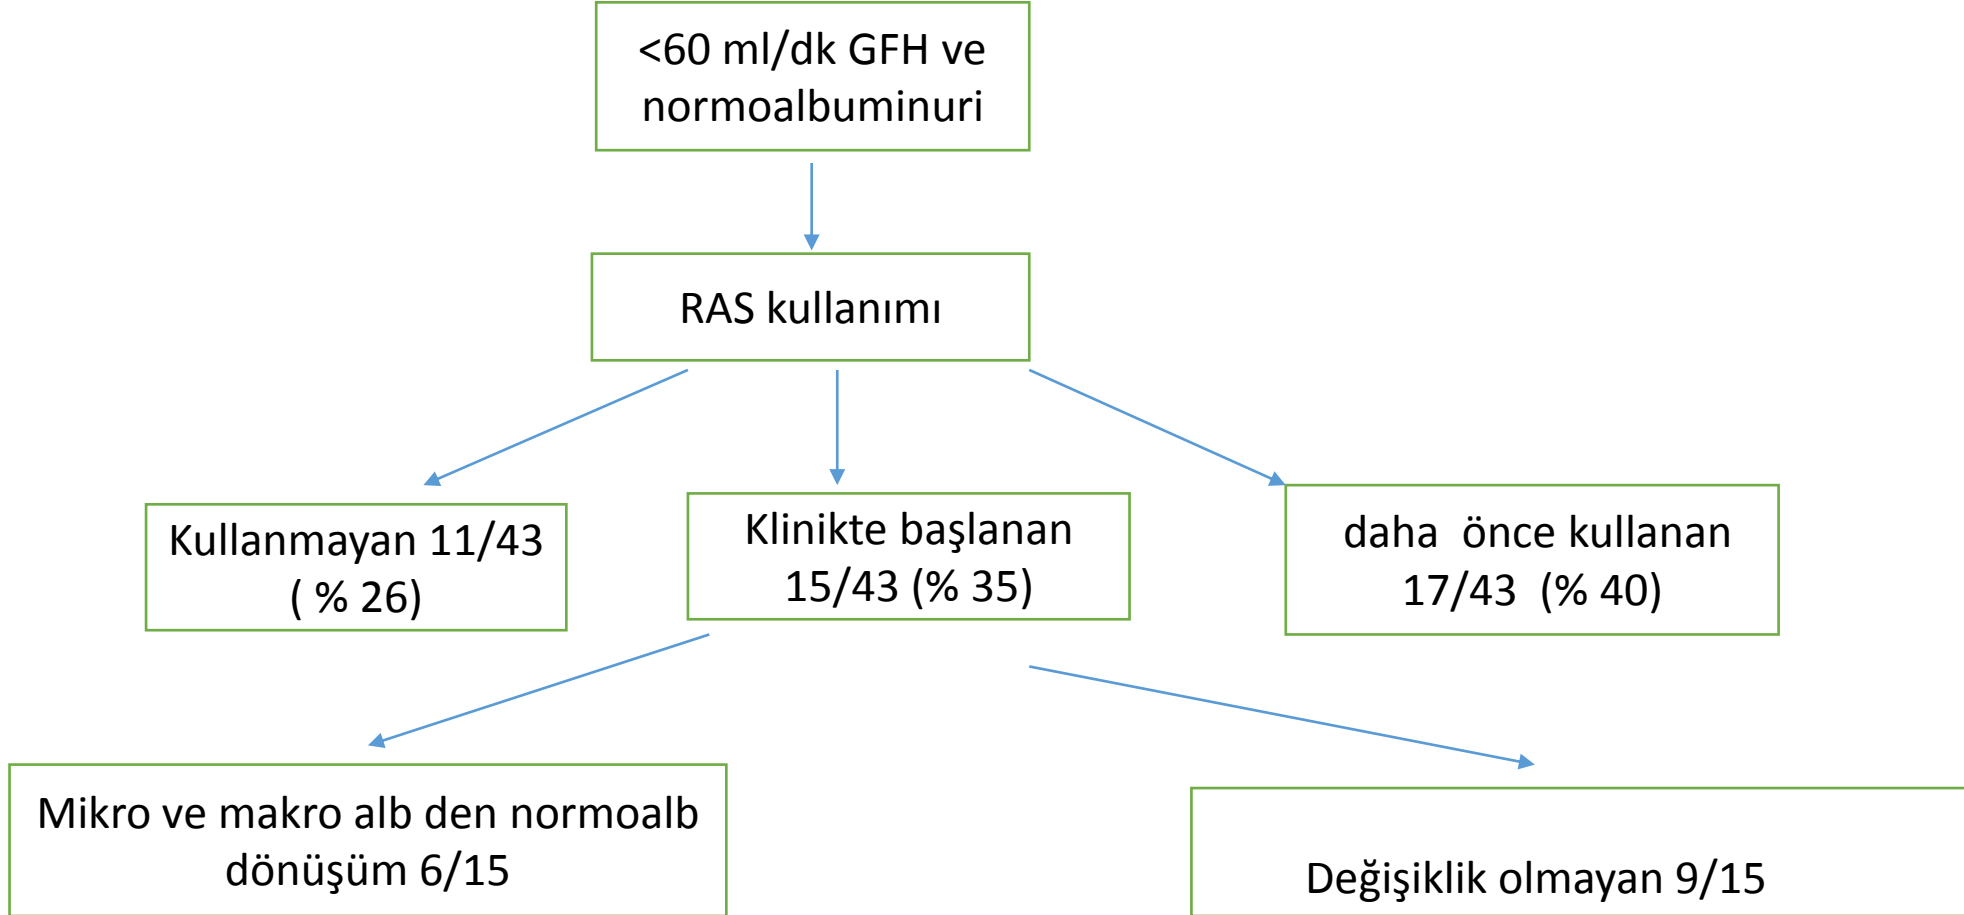 <60 ml/dk GFH ve
normoalbuminuri
RAS kullanımı
Kullanmayan 11/43
( % 26)
Klinikte başlanan
15/43 (% 35)
daha  önce kullanan
17/43  (% 40)
Mikro ve makro alb den normoalb
dönüşüm 6/15
Değişiklik olmayan 9/15